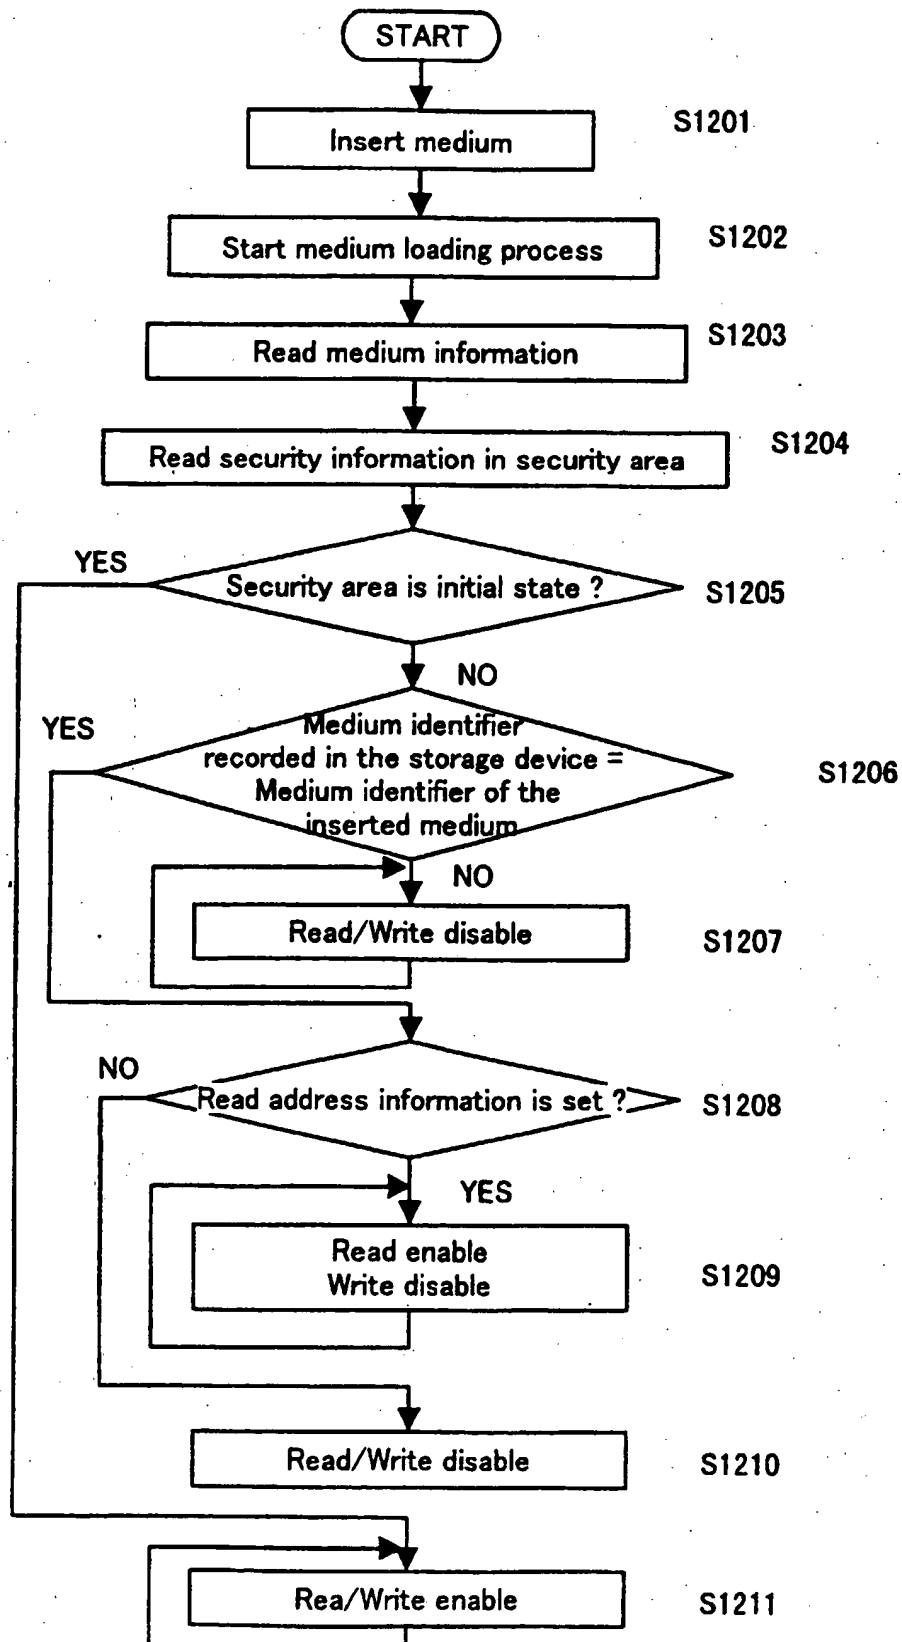 START
Insert medium
S1201
Start medium loading process
S1202
Read medium information
S1203
Read security information in security area
S1204
YES
Security area is initial state ?
S1205
NO
YES
Medium identifier
recorded in the storage device =
Medium identifier of the
inserted medium
S1206
NO
Read/Write disable
S1207
NO
Read address information is set ?
S1208
YES
Read enable
Write disable
S1209
Read/Write disable
S1210
Rea/Write enable
S1211